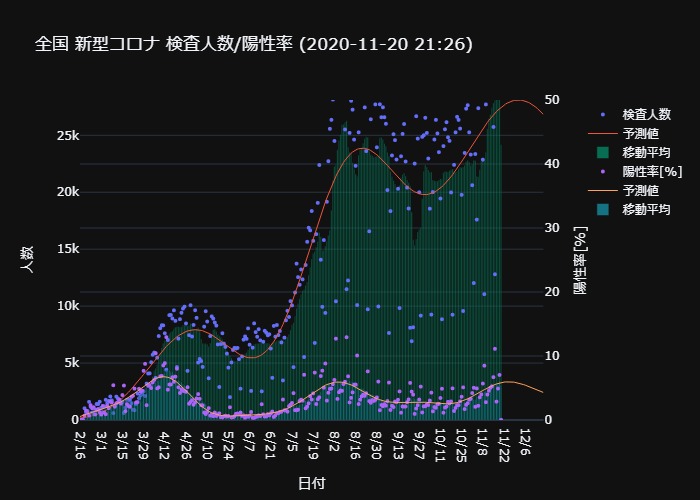 全国 新型コロナ 検査人数/陽性率 (2020-11-20 21:26)
検査人数
予測値
移動平均
陽性率[%]
予測値
移動平均
人数
25k
20k
15k
10k
5k
0
50
40
30
20
10
0
陽性率[%]
2/16
3/1
3/15
3/29
4/12
4/26
5/10
5/24
6/7
6/21
7/5
7/19
8/2
8/16
8/30
9/13
9/27
10/11
10/25
11/8
11/22
12/6
日付